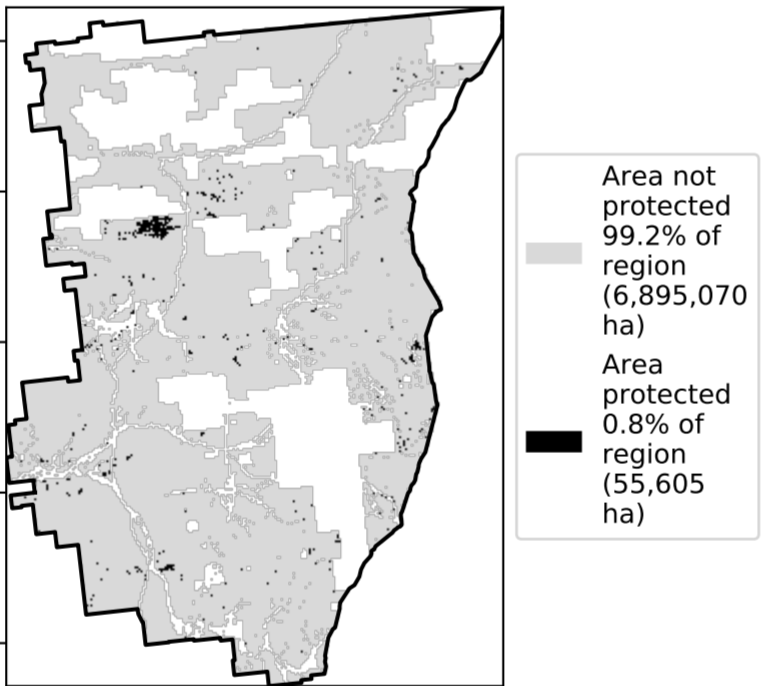 Area not
protected
99.2% of
region
(6,895,070
ha)
Area
protected
0.8% of
region
(55,605
ha)